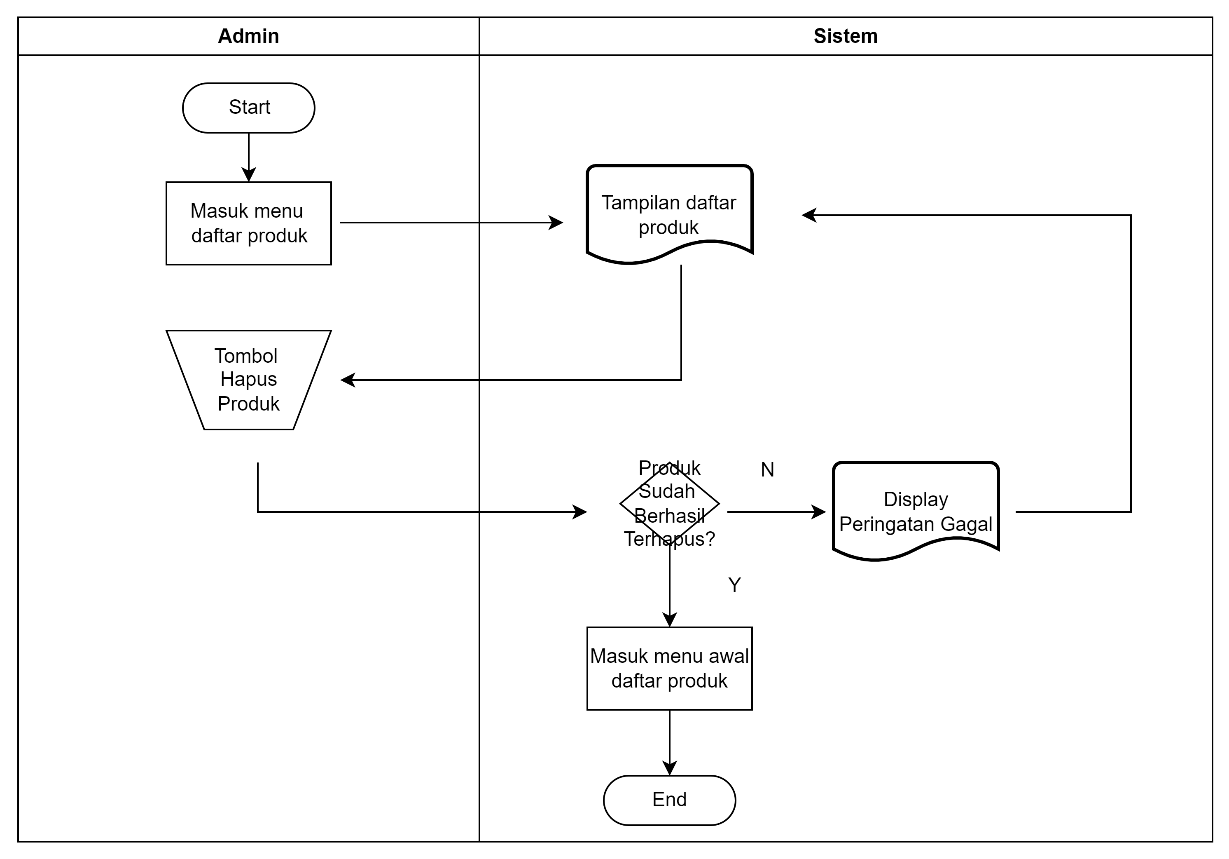 Admin
Sistem
Start
Masuk menu
daftar produk
Tampilan daftar
produk
Tombol
Hapus
Produk
Produk
Sudah
Berhasil
Terhapus?
N
Display
Peringatan Gagal
Y
Masuk menu awal
daftar produk
End